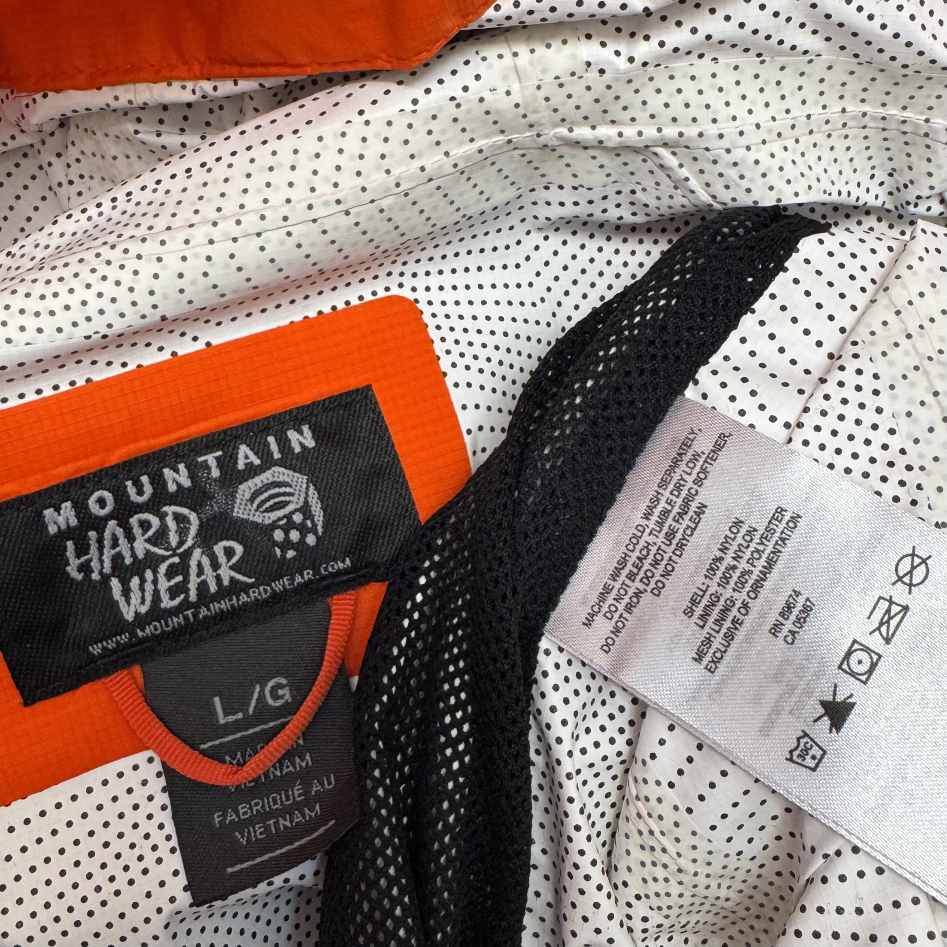 MOUNTAIN
HARD
WEAR
WWW.MOUNTAINHARDWEAR.COM
L/G
MADE IN
VIETNAM
FABRIQUÉ AU
VIETNAM
MACHINE WASH COLD, WASH SEPARATELY,
DO NOT BLEACH, TUMBLE DRY LOW,
DO NOT IRON, DO NOT USE FABRIC SOFTENER,
DO NOT DRYCLEAN
SHELL: 100% NYLON
LINING: 100% NYLON
MESH LINING: 100% POLYESTER
EXCLUSIVE OF ORNAMENTATION
RN 69674
CA 05367
30C